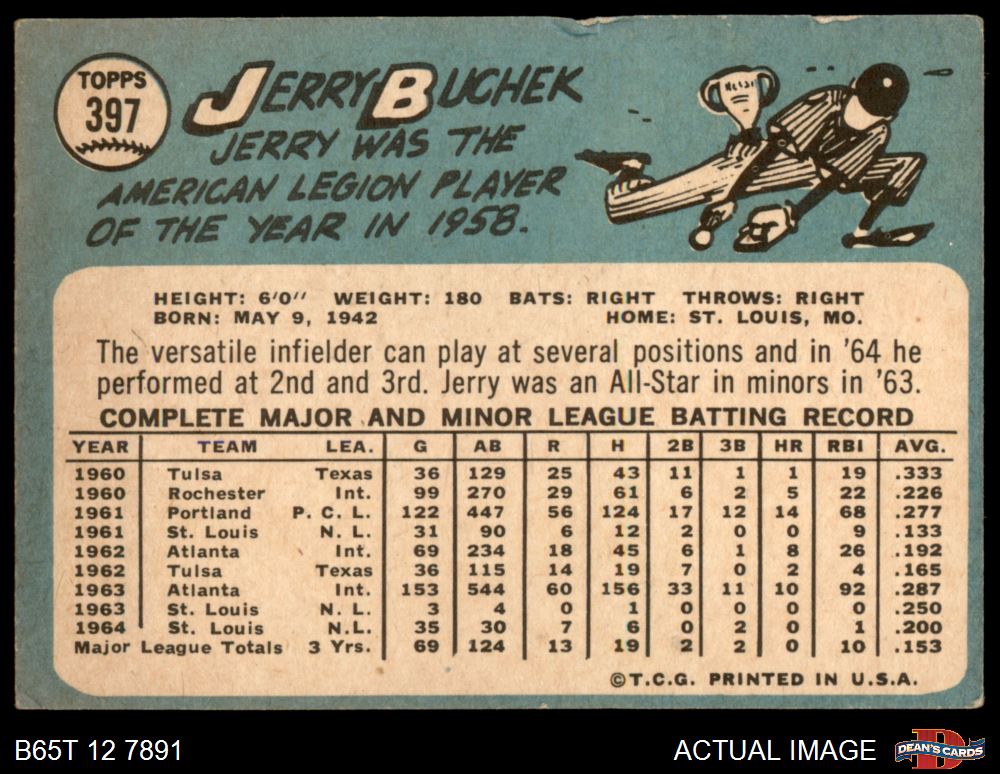 TOPPS
397
JERRY BUCHEK
JERRY WAS THE
AMERICAN LEGION PLAYER
OF THE YEAR IN 1958.
HEIGHT: 6'0" WEIGHT: 180 BATS: RIGHT THROWS: RIGHT
BORN: MAY 9, 1942 HOME: ST. LOUIS, MO.
The versatile infielder can play at several positions and in '64 he
performed at 2nd and 3rd. Jerry was an All-Star in minors in '63.
COMPLETE MAJOR AND MINOR LEAGUE BATTING RECORD
YEAR TEAM LEA. G AB R H 2B 3B HR RBI AVG.
1960 Tulsa Texas 36 129 25 43 11 1 1 19 .333
1960 Rochester Int. 99 270 29 61 6 2 5 22 .226
1961 Portland P. C. L. 122 447 56 124 17 12 14 68 .277
1961 St. Louis N. L. 31 90 6 12 2 0 0 9 .133
1962 Atlanta Int. 69 234 18 45 6 1 8 26 .192
1962 Tulsa Texas 36 115 14 19 7 0 2 4 .165
1963 Atlanta Int. 153 544 60 156 33 11 10 92 .287
1963 St. Louis N. L. 3 4 0 1 0 0 0 0 .250
1964 St. Louis N.L. 35 30 7 6 0 2 0 1 .200
Major League Totals 3 Yrs. 69 124 13 19 2 2 0 10 .153
©T.C.G. PRINTED IN U.S.A.
B65T 12 7891
ACTUAL IMAGE
DEAN'S CARDS